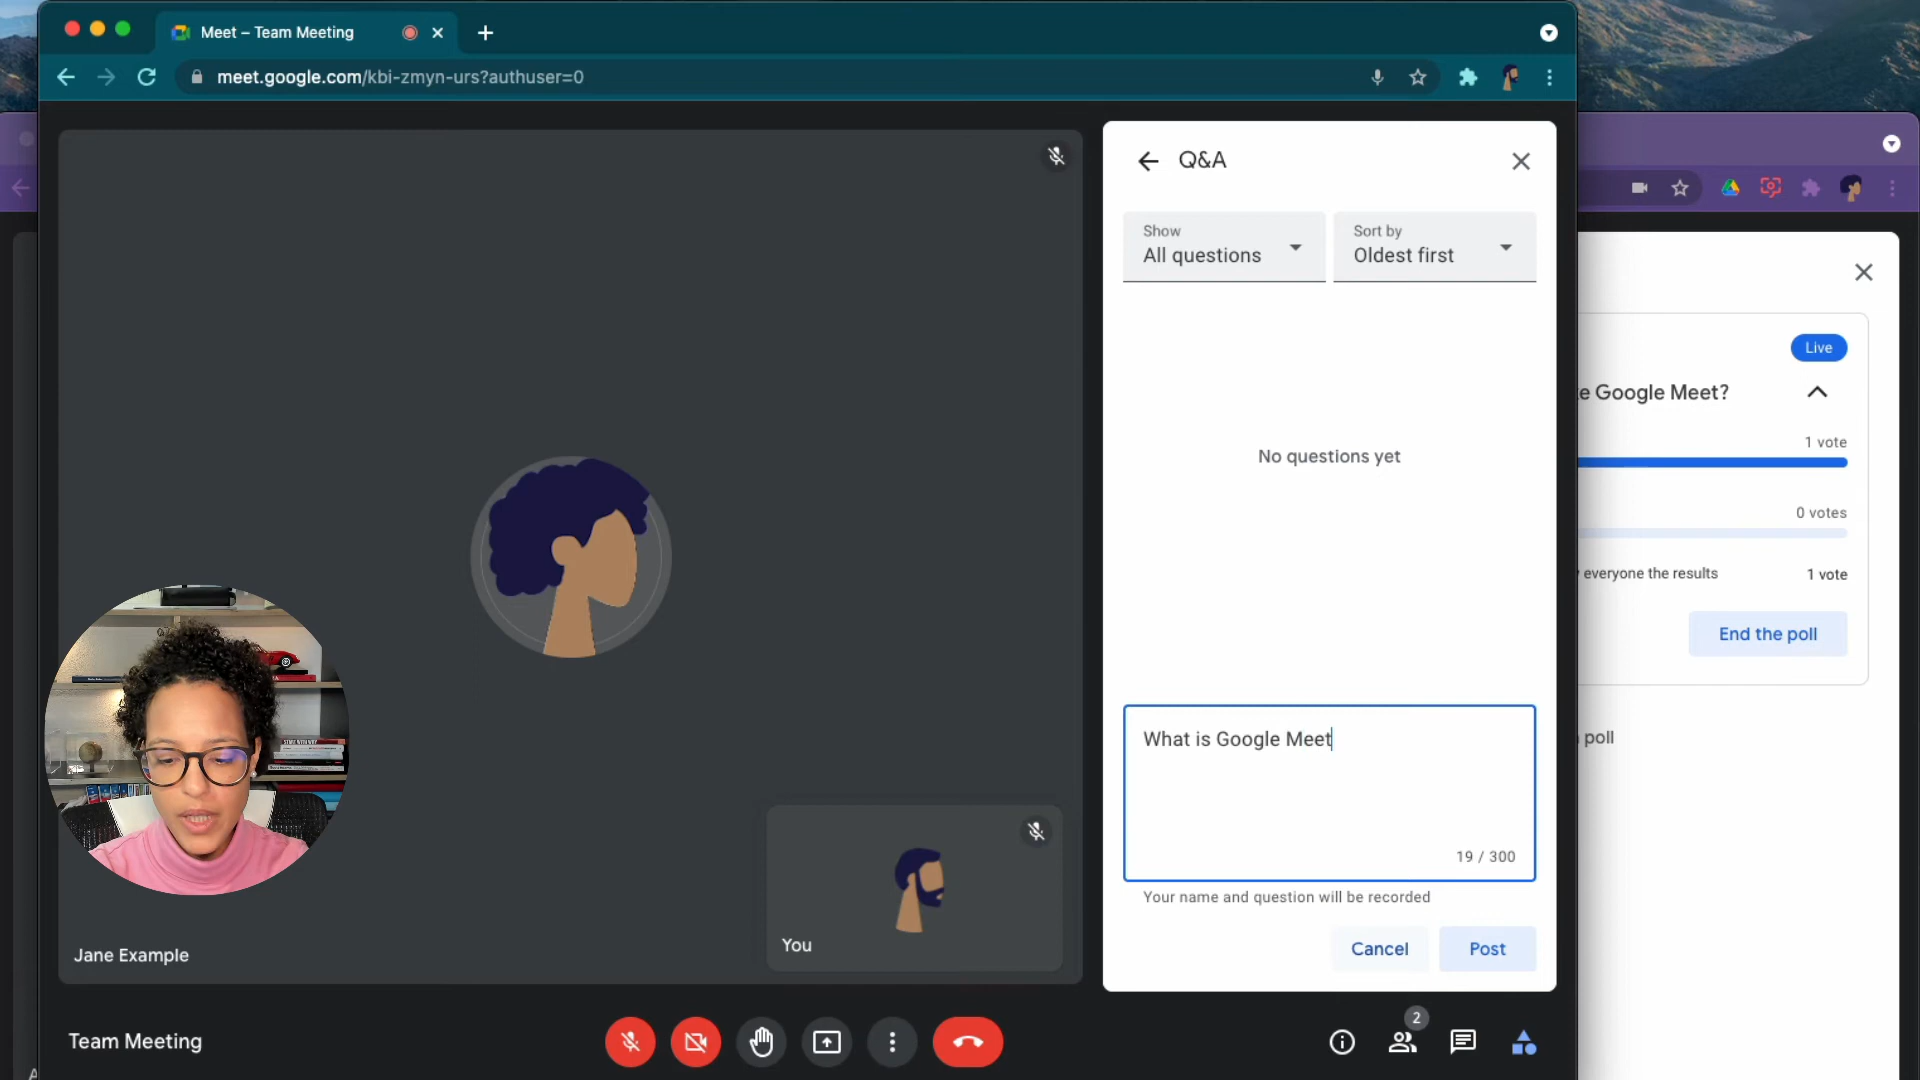 Meet – Team Meeting
meet.google.com/kbi-zmyn-urs?authuser=0
Q&A
Show
All questions
Sort by
Oldest first
No questions yet
What is Google Meet
19 / 300
Your name and question will be recorded
Cancel
Post
Jane Example
You
Team Meeting
2
Live
e Google Meet?
1 vote
0 votes
everyone the results
1 vote
End the poll
poll
A